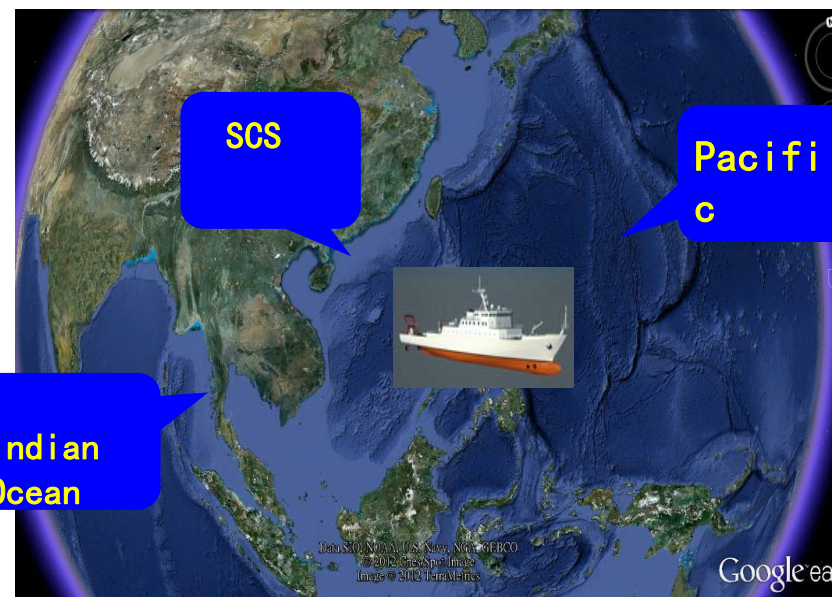 SCS
Pacifi
c
ndian
Ocean
Data SIO, NOAA, U.S. Navy, NGA, GEBCO
© 2012 Cnes/Spot Image
Image © 2012 TerraMetrics
Google ea